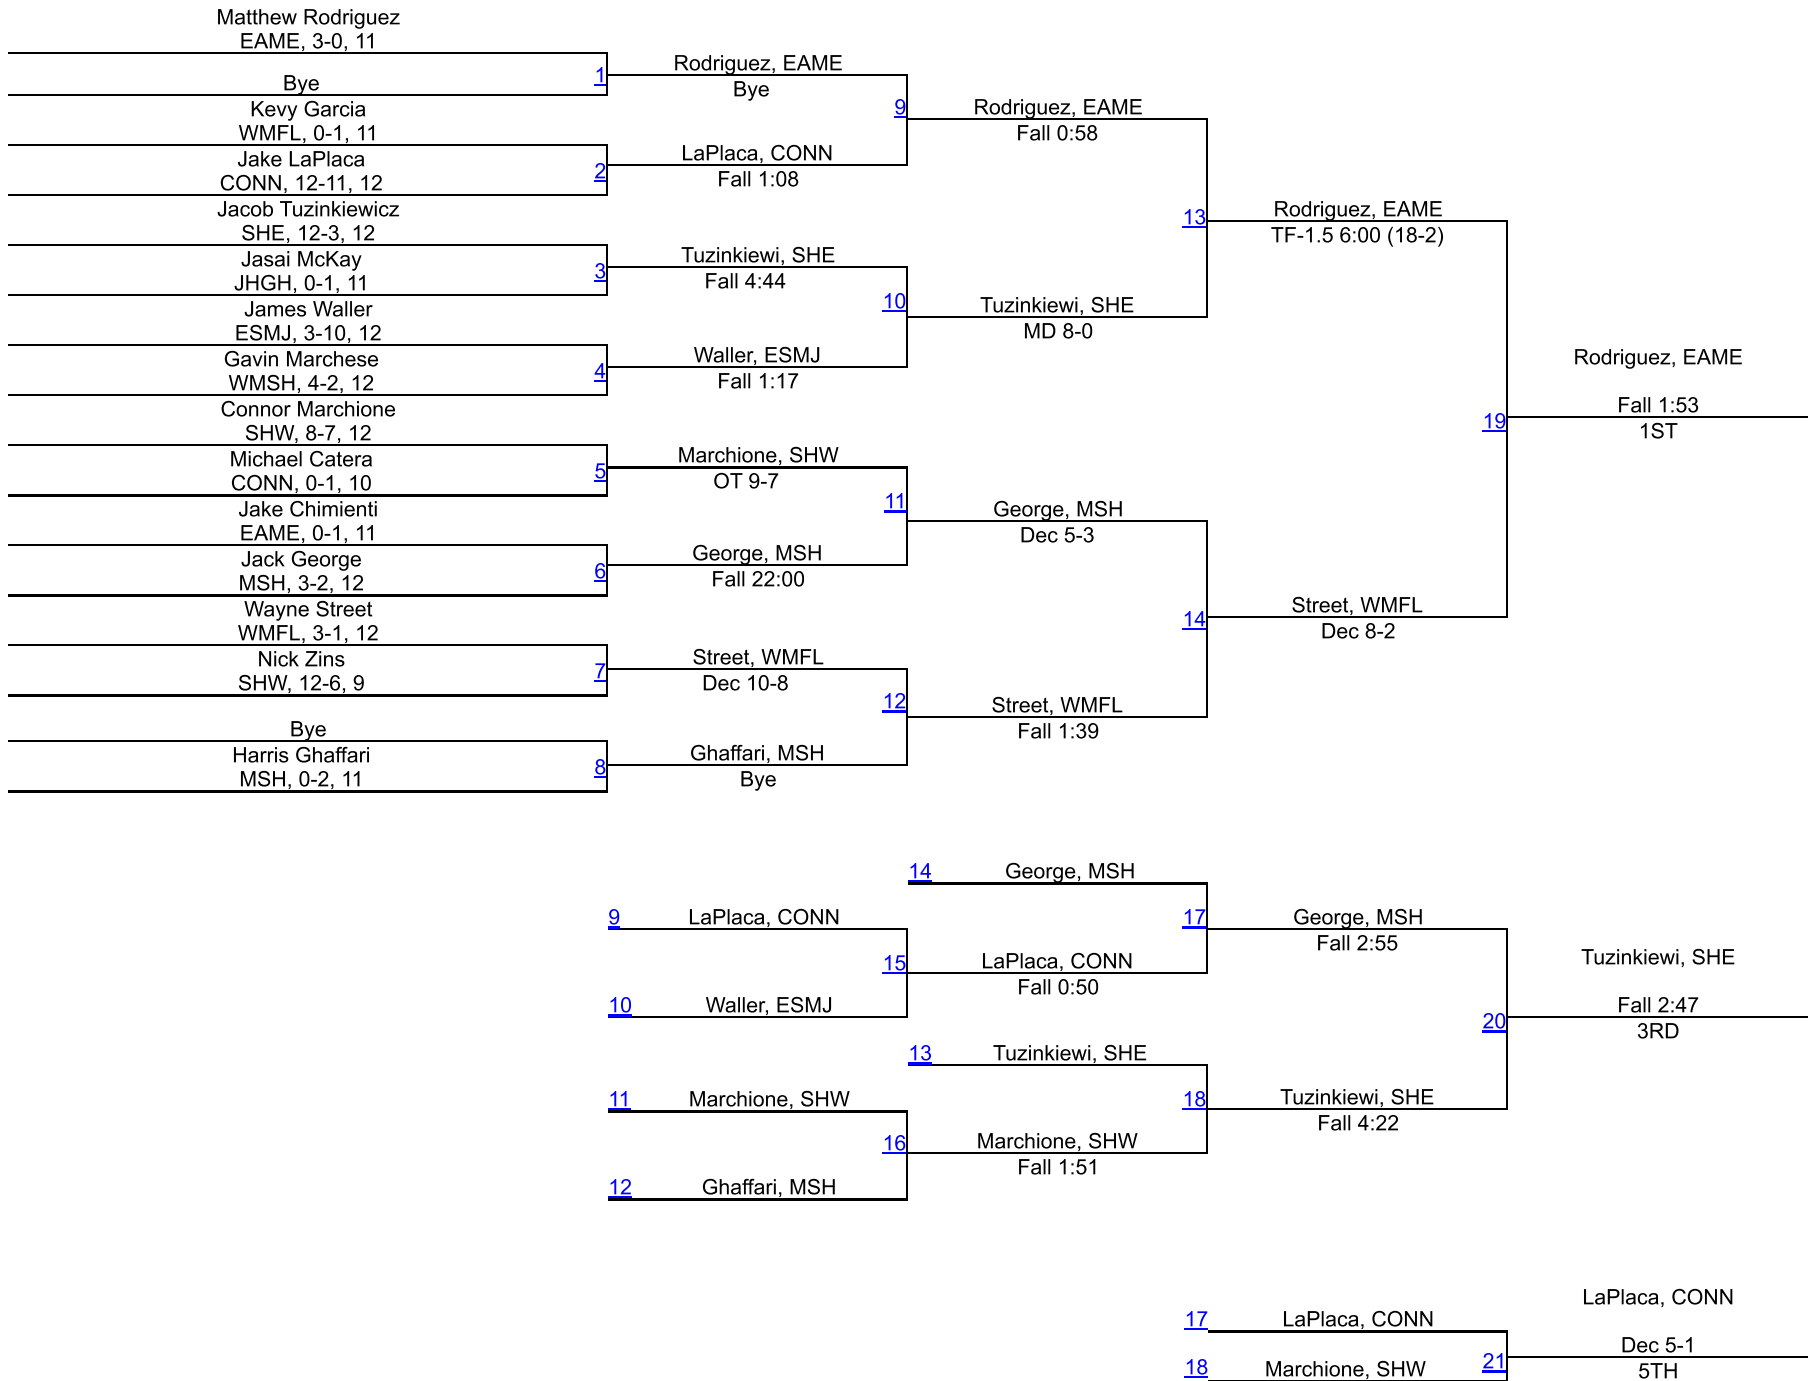 Matthew Rodriguez
EAME, 3-0, 11
Bye
1
Kevy Garcia
WMFL, 0-1, 11
Jake LaPlaca
CONN, 12-11, 12
2
Jacob Tuzinkiewicz
SHE, 12-3, 12
Jasai McKay
JHGH, 0-1, 11
3
James Waller
ESMJ, 3-10, 12
Gavin Marchese
WMSH, 4-2, 12
4
Connor Marchione
SHW, 8-7, 12
Michael Catera
CONN, 0-1, 10
5
Jake Chimienti
EAME, 0-1, 11
Jack George
MSH, 3-2, 12
6
Wayne Street
WMFL, 3-1, 12
Nick Zins
SHW, 12-6, 9
7
Bye
Harris Ghaffari
MSH, 0-2, 11
8
Rodriguez, EAME
Bye
9
LaPlaca, CONN
Fall 1:08
Tuzinkiewi, SHE
Fall 4:44
10
Waller, ESMJ
Fall 1:17
Marchione, SHW
OT 9-7
11
George, MSH
Fall 22:00
Street, WMFL
Dec 10-8
12
Ghaffari, MSH
Bye
Rodriguez, EAME
Fall 0:58
13
Tuzinkiewi, SHE
MD 8-0
George, MSH
Dec 5-3
14
Street, WMFL
Fall 1:39
Rodriguez, EAME
TF-1.5 6:00 (18-2)
19
Street, WMFL
Dec 8-2
Rodriguez, EAME
Fall 1:53
1ST
14
George, MSH
9
LaPlaca, CONN
15
10
Waller, ESMJ
17
LaPlaca, CONN
Fall 0:50
13
Tuzinkiewi, SHE
11
Marchione, SHW
16
12
Ghaffari, MSH
18
Marchione, SHW
Fall 1:51
George, MSH
Fall 2:55
20
Tuzinkiewi, SHE
Fall 4:22
Tuzinkiewi, SHE
Fall 2:47
3RD
17
LaPlaca, CONN
18
Marchione, SHW
21
LaPlaca, CONN
Dec 5-1
5TH